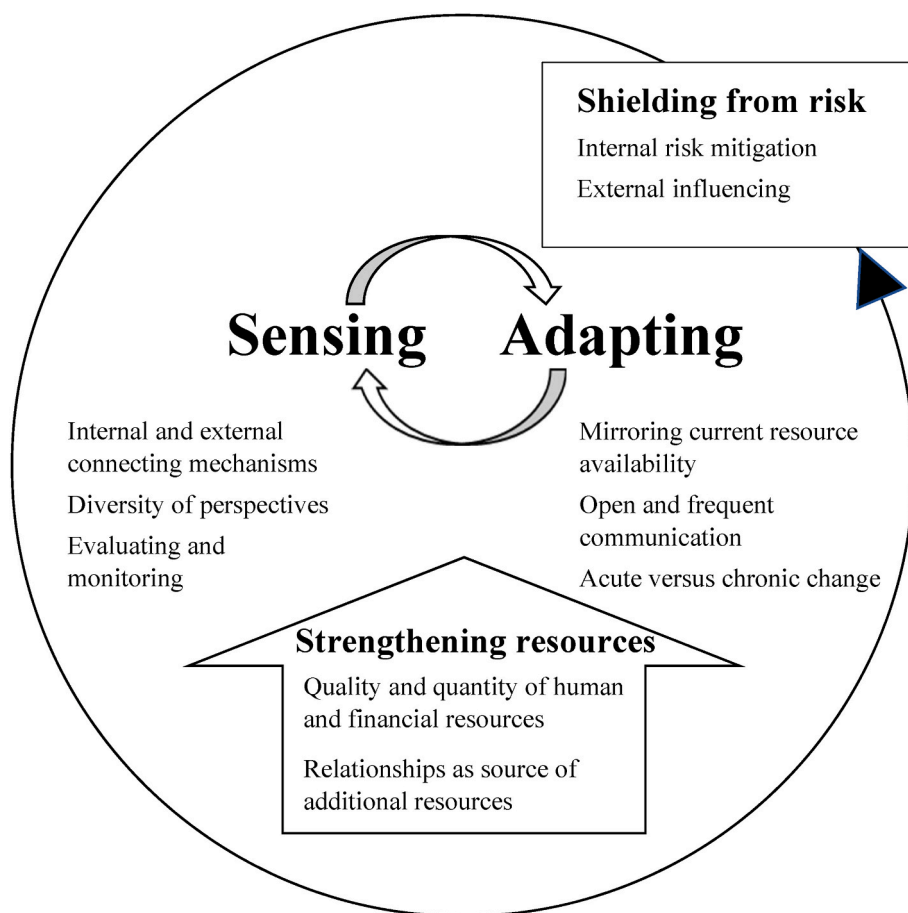 Shielding from risk
Internal risk mitigation
External influencing
Sensing
Adapting
Internal and external
connecting mechanisms
Diversity of perspectives
Evaluating and
monitoring
Mirroring current resource
availability
Open and frequent
communication
Acute versus chronic change
Strengthening resources
Quality and quantity of human
and financial resources
Relationships as source of
additional resources